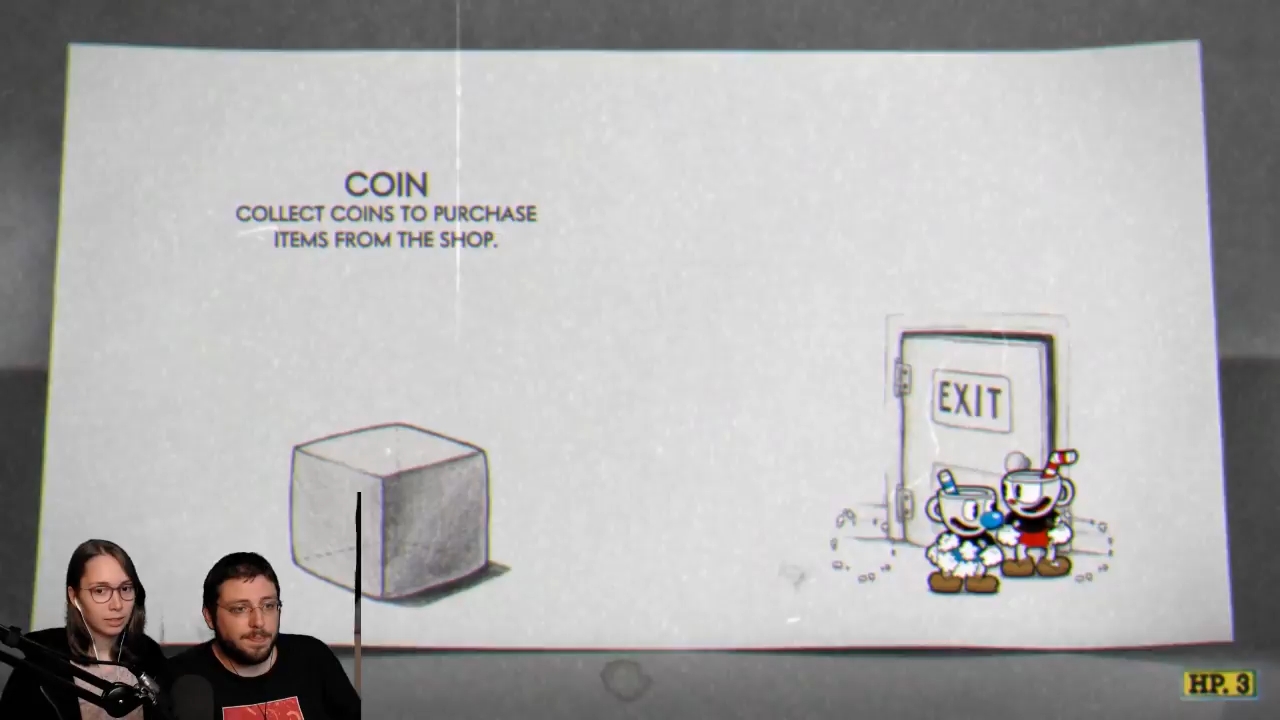 COIN
COLLECT COINS TO PURCHASE
ITEMS FROM THE SHOP.
EXIT
HP. 3